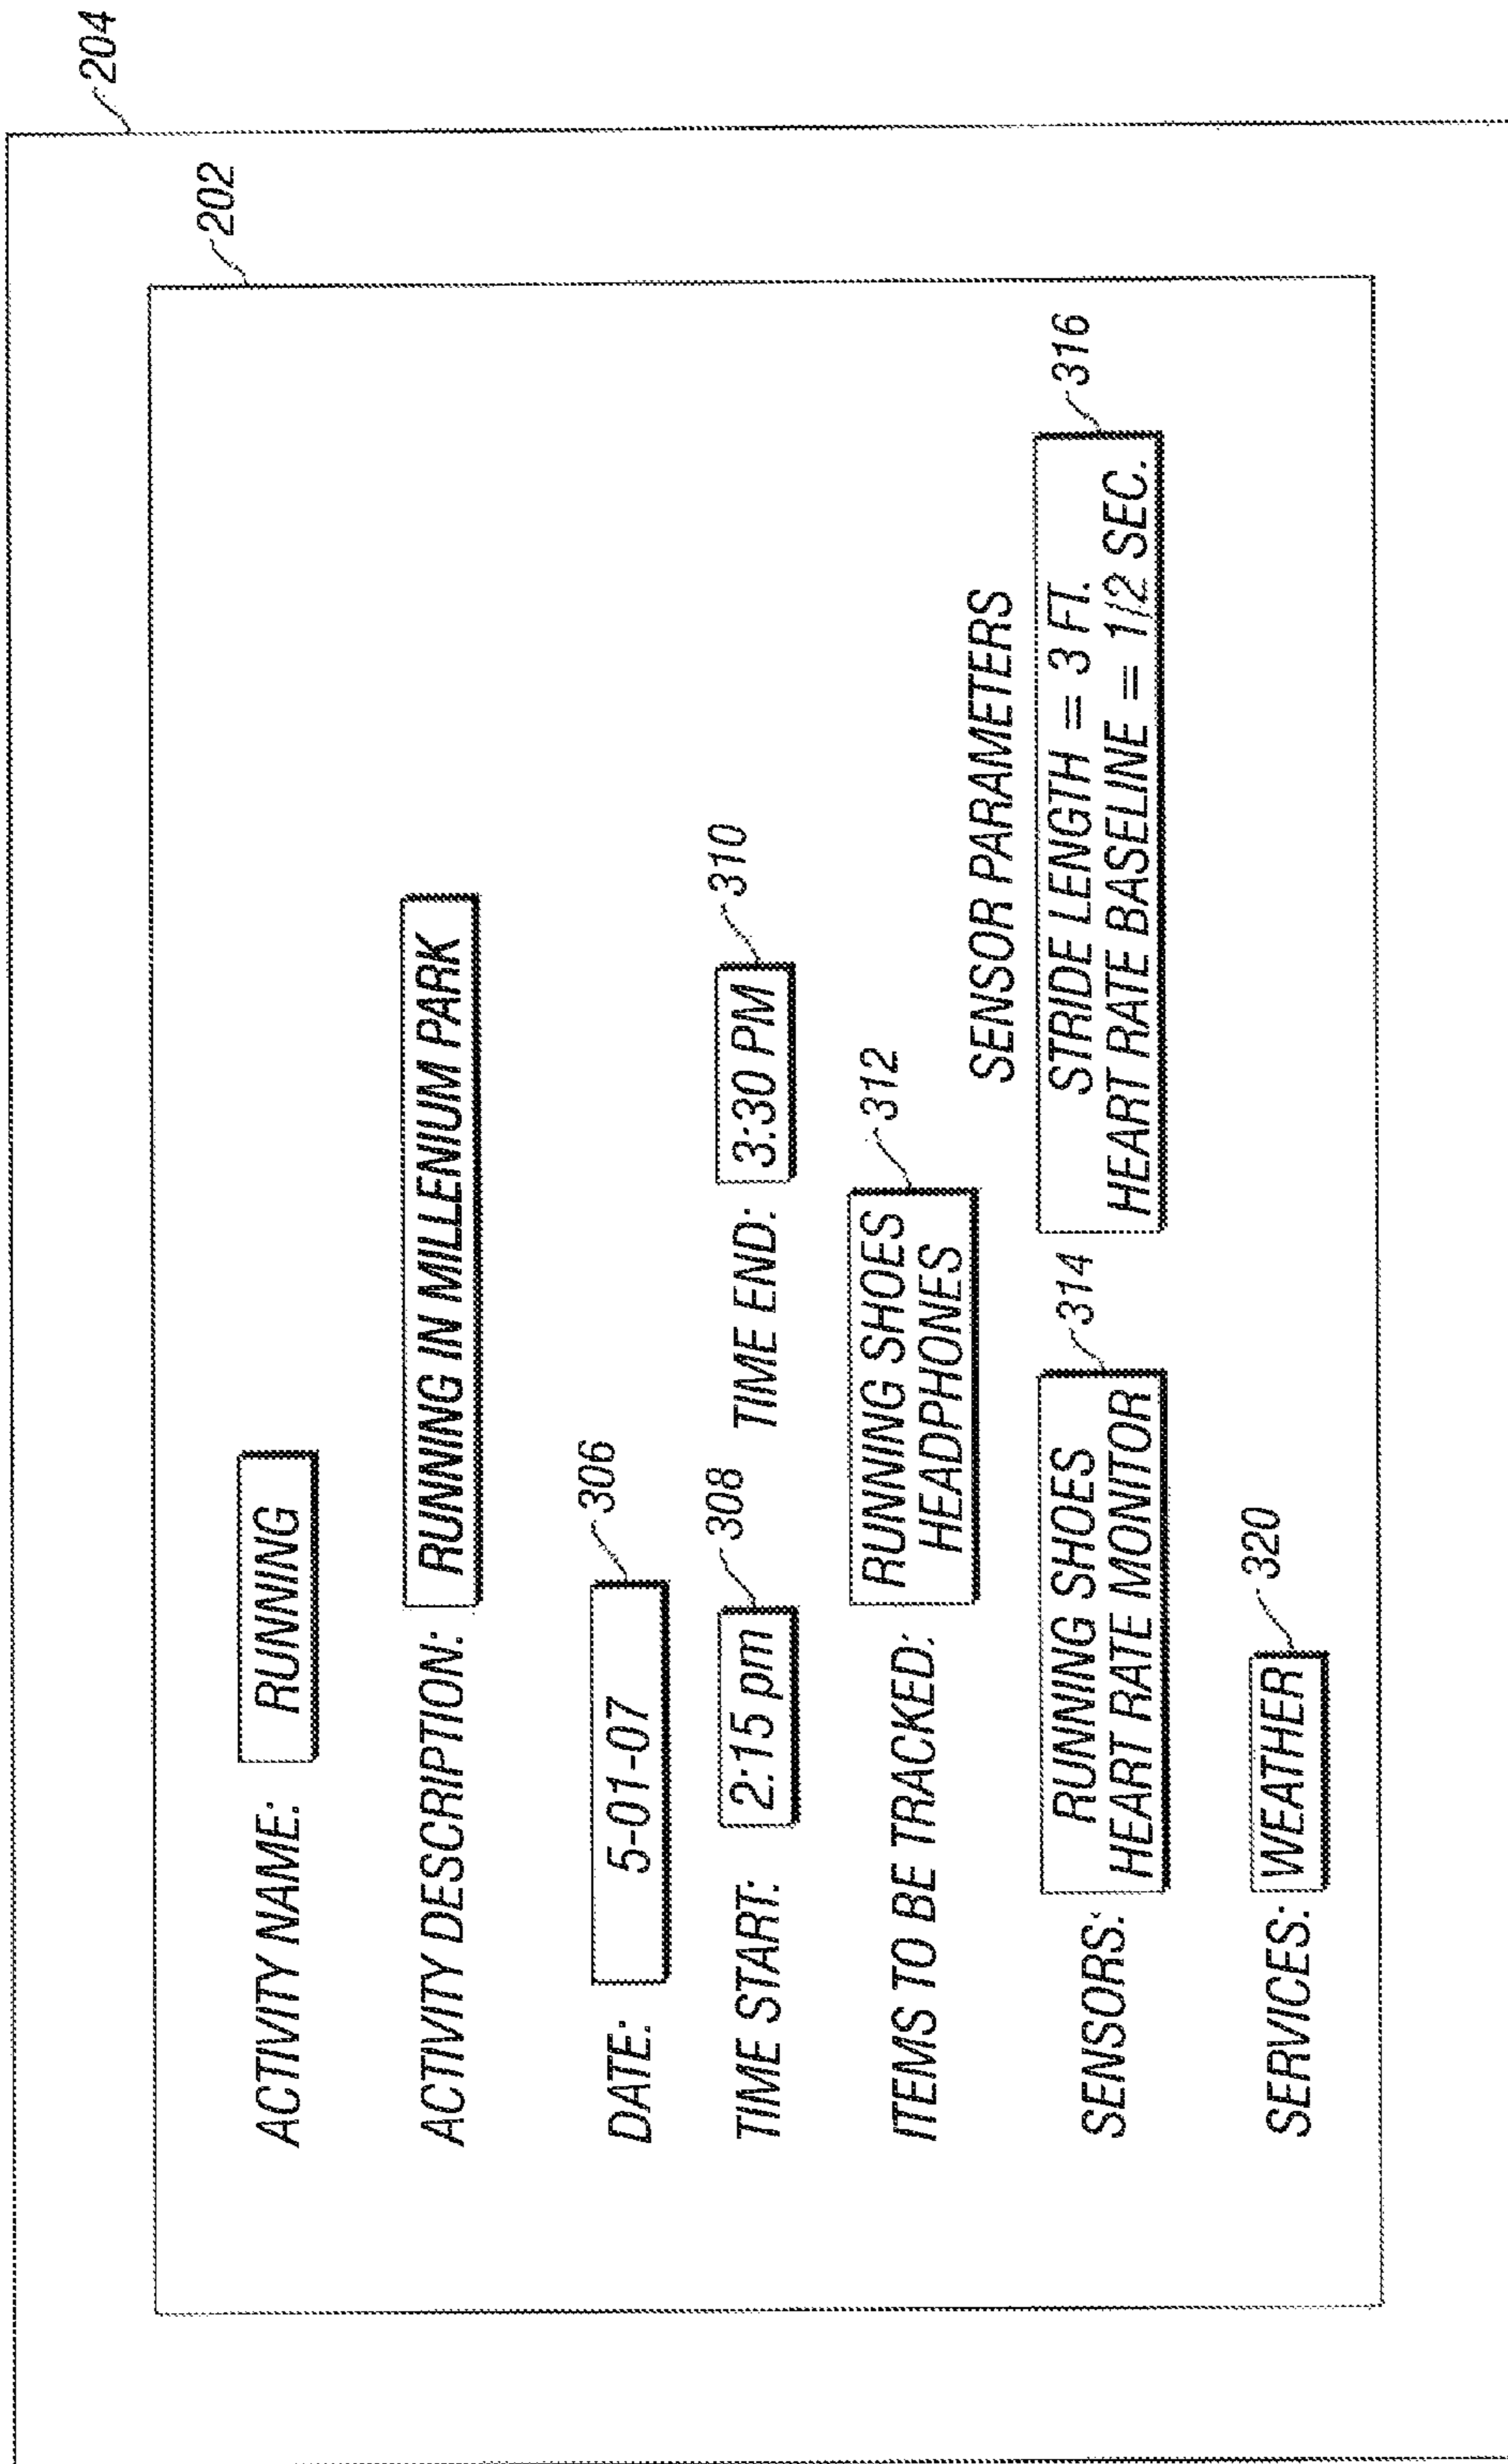 204
202
ACTIVITY NAME: RUNNING
ACTIVITY DESCRIPTION: RUNNING IN MILLENIUM PARK
DATE: 5-01-07 306
TIME START: 2:15 pm 308 TIME END: 3:30 PM 310
ITEMS TO BE TRACKED: RUNNING SHOES 312
HEADPHONES
SENSOR PARAMETERS
SENSORS: RUNNING SHOES 314 STRIDE LENGTH = 3 FT. 316
HEART RATE MONITOR HEART RATE BASELINE = 1/2 SEC.
SERVICES: WEATHER 320